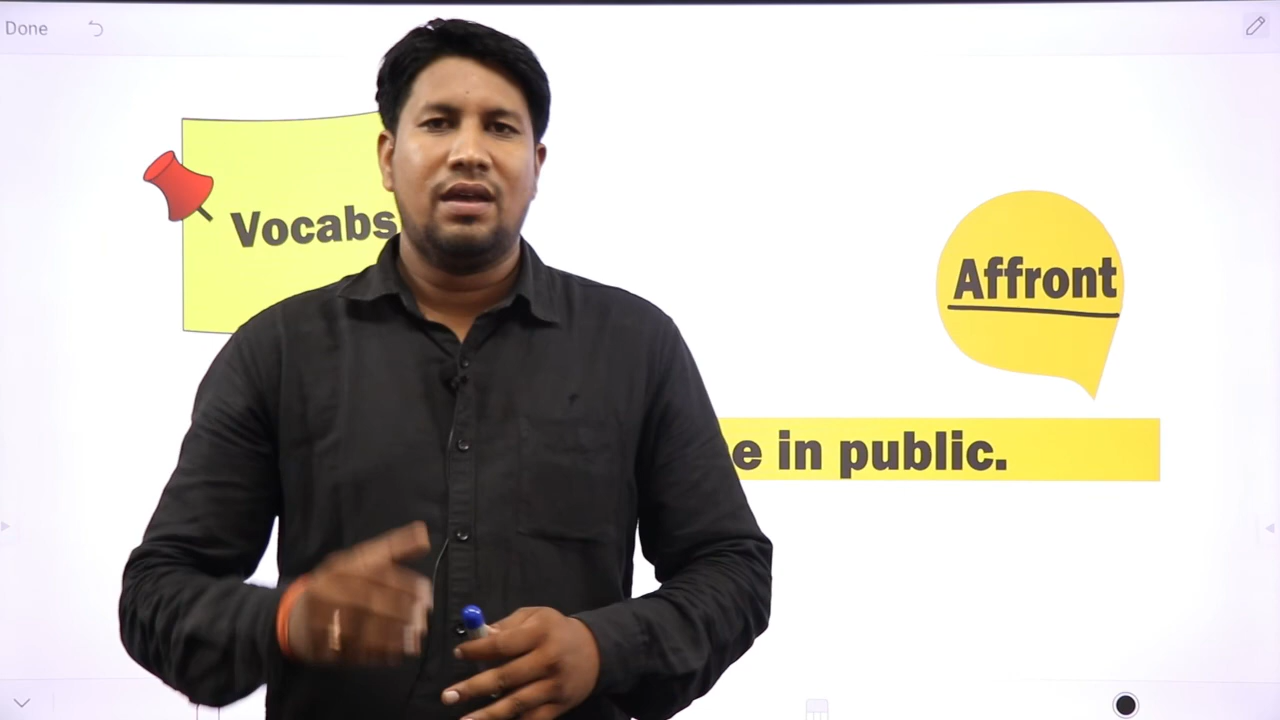 Done
Vocabs
Affront
e in public.